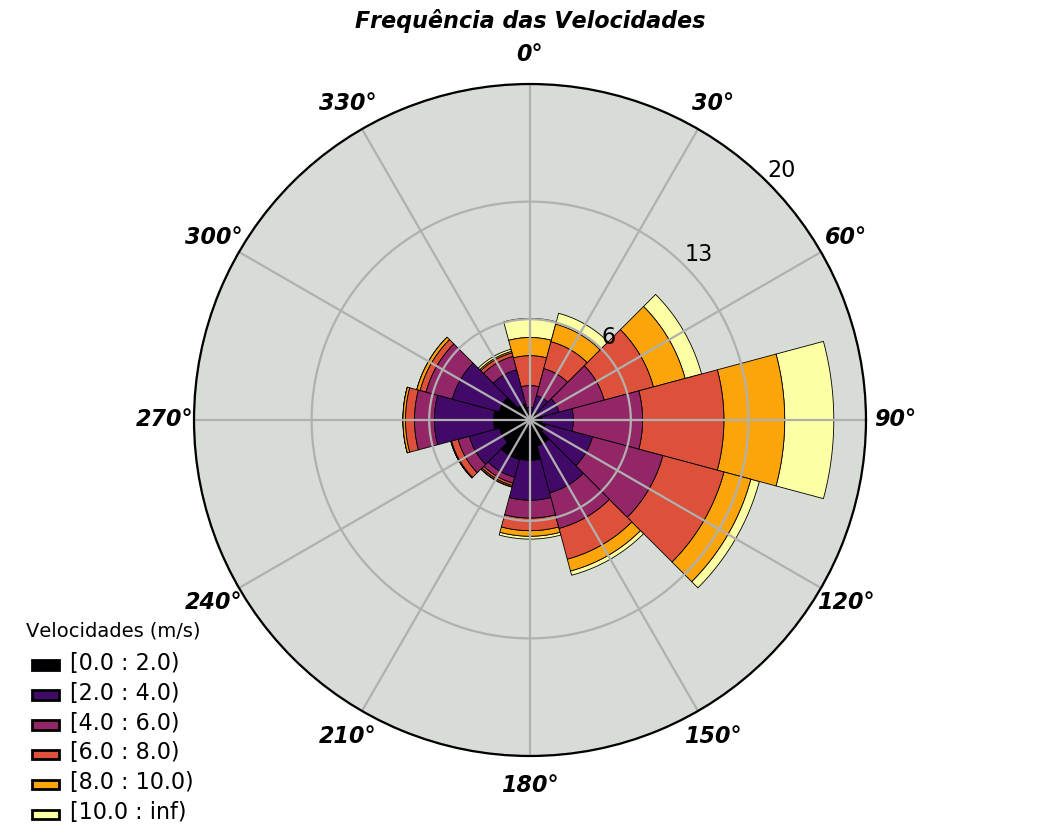 Frequência das Velocidades
0°
330°
30°
20
300°
60°
13
6
270°
90°
240°
120°
210°
150°
180°
Velocidades (m/s)
[0.0 : 2.0)
[2.0 : 4.0)
[4.0 : 6.0)
[6.0 : 8.0)
[8.0 : 10.0)
[10.0 : inf)